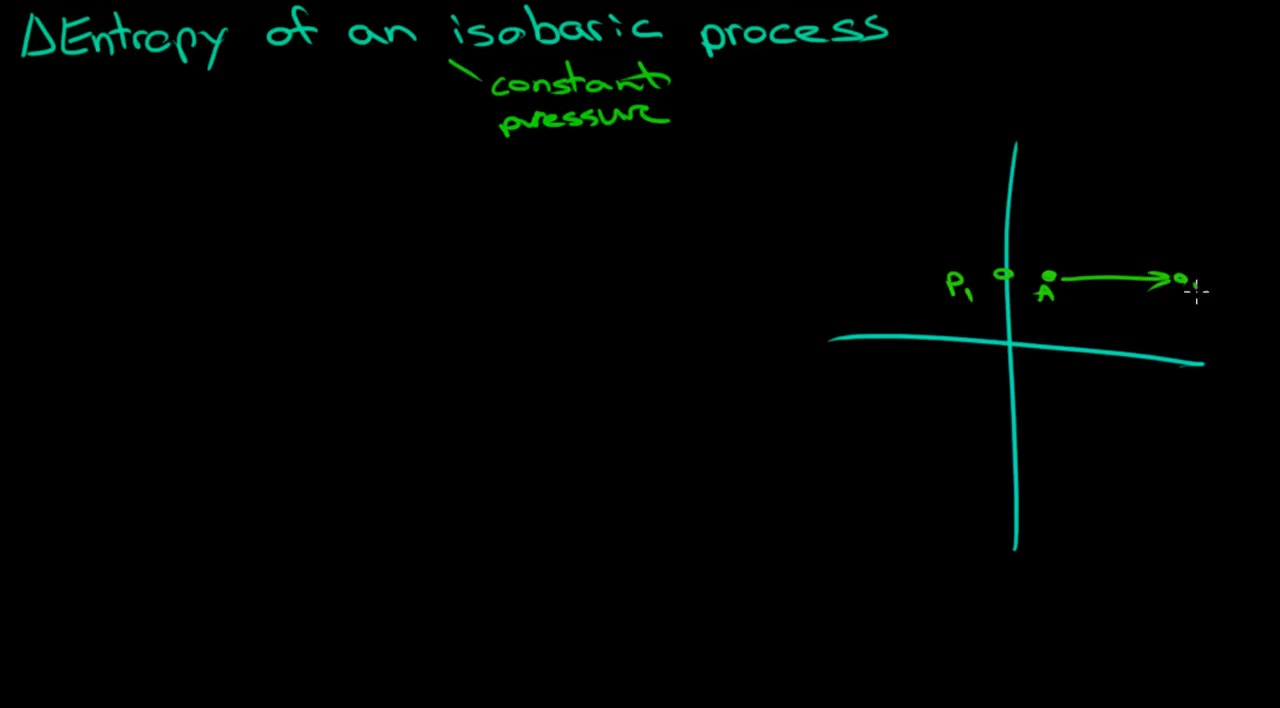 ΔEntropy of an isobaric process
constant
pressure
P₁
A